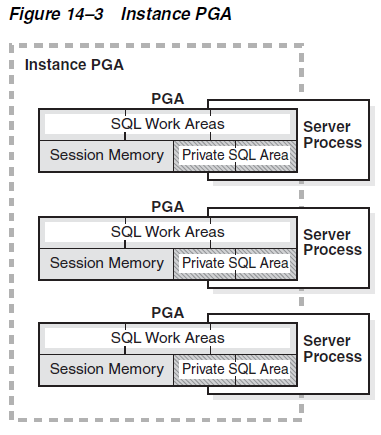 Figure 14–3 Instance PGA
Instance PGA
PGA
SQL Work Areas
Session Memory
Private SQL Area
Server
Process
PGA
SQL Work Areas
Session Memory
Private SQL Area
Server
Process
PGA
SQL Work Areas
Session Memory
Private SQL Area
Server
Process